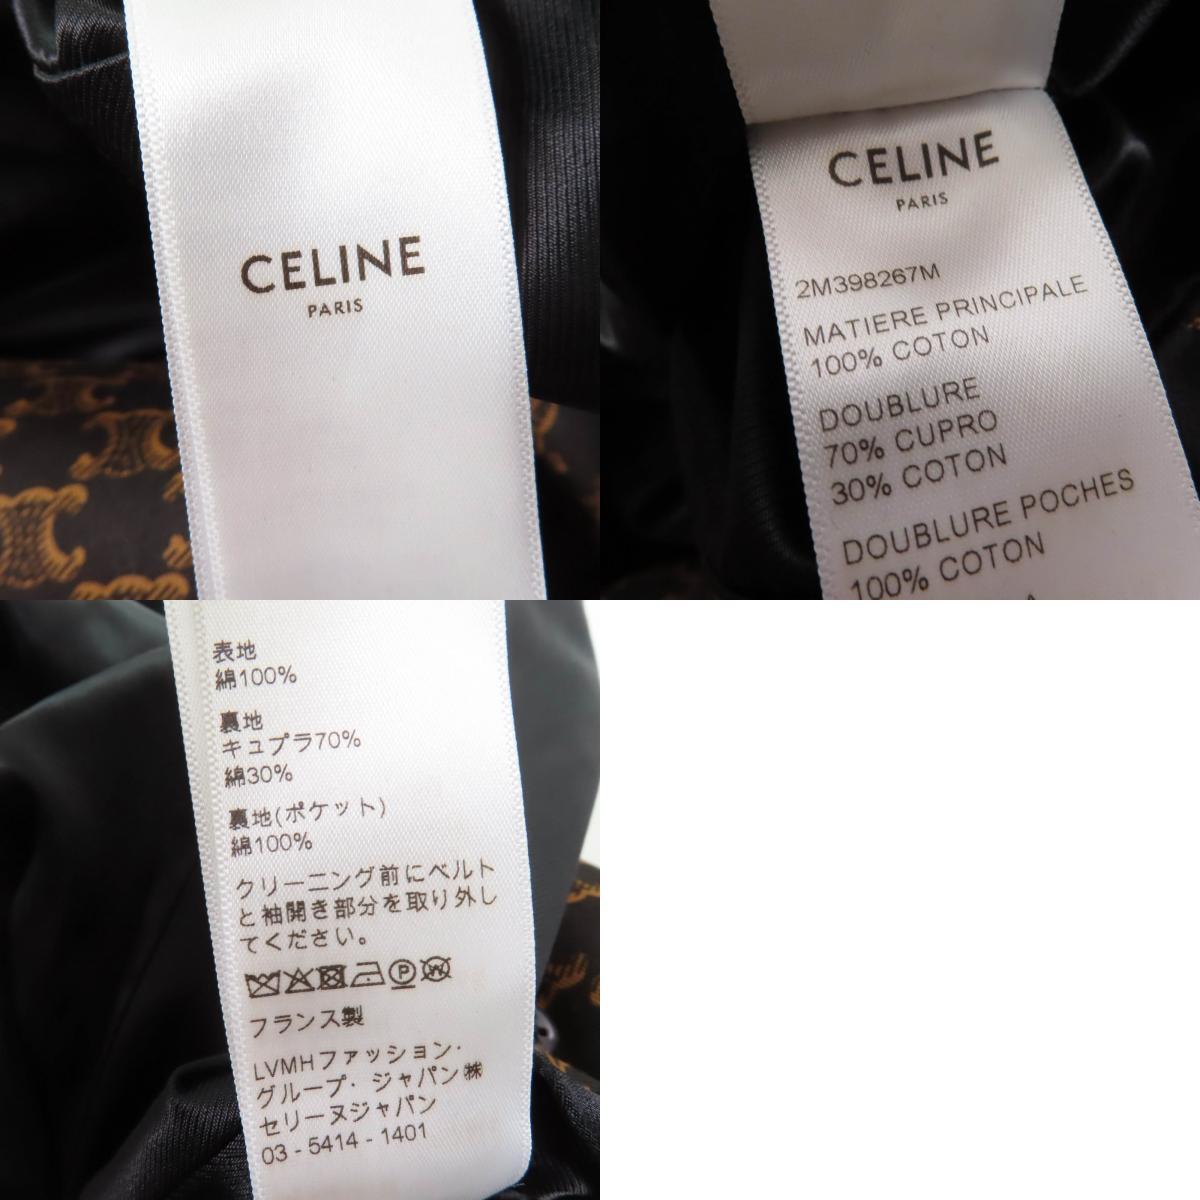 CELINE
PARIS
CELINE
PARIS
2M398267M
MATIERE PRINCIPALE
100% COTON
DOUBLURE
70% CUPRO
30% COTON
DOUBLURE POCHES
100% COTON
表地
綿100%
裏地
キュプラ70%
綿30%
裏地(ポケット)
綿100%
クリーニング前にベルト
と袖開き部分を取り外し
てください。
P W
フランス製
LVMHファッション・
グループ・ジャパン㈱
セリーヌジャパン
03-5414-1401